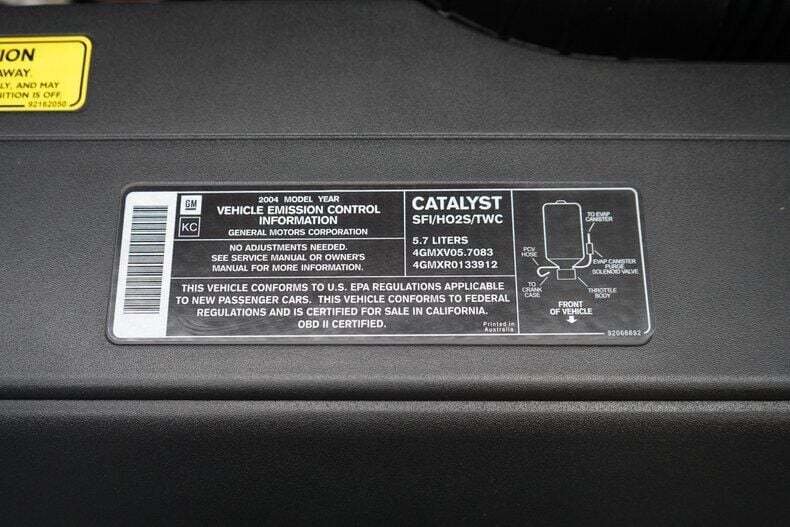 ION
AWAY.
LY, AND MAY
NITION IS OFF.
92162050
GM
KC
2004 MODEL YEAR
VEHICLE EMISSION CONTROL
INFORMATION
GENERAL MOTORS CORPORATION
NO ADJUSTMENTS NEEDED.
SEE SERVICE MANUAL OR OWNER'S
MANUAL FOR MORE INFORMATION.
CATALYST
SFI/HO2S/TWC
5.7 LITERS
4GMXV05.7083
4GMXR0133912
THIS VEHICLE CONFORMS TO U.S. EPA REGULATIONS APPLICABLE
TO NEW PASSENGER CARS. THIS VEHICLE CONFORMS TO FEDERAL
REGULATIONS AND IS CERTIFIED FOR SALE IN CALIFORNIA.
OBD II CERTIFIED.
Printed in
Australia
TO EVAP
CANISTER
PCV
HOSE
EVAP CANISTER
PURGE
SOLENOID VALVE
TO
CRANK
CASE
THROTTLE
BODY
FRONT
OF VEHICLE
92066892